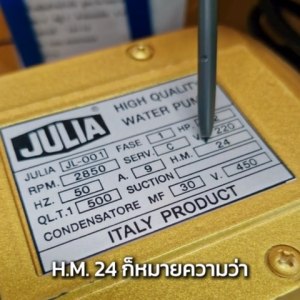 JULIA
HIGH QUALITY
WATER PUMP
JULIA JL-001 FASE 1 HP.
RPM. 2850 SERV. C V. 220
HZ. 50 A. 9 H.M. 24
QL.T.1 500 SUCTION
CONDENSATORE MF 30 V. 450
ITALY PRODUCT
H.M. 24 ก็หมายความว่า